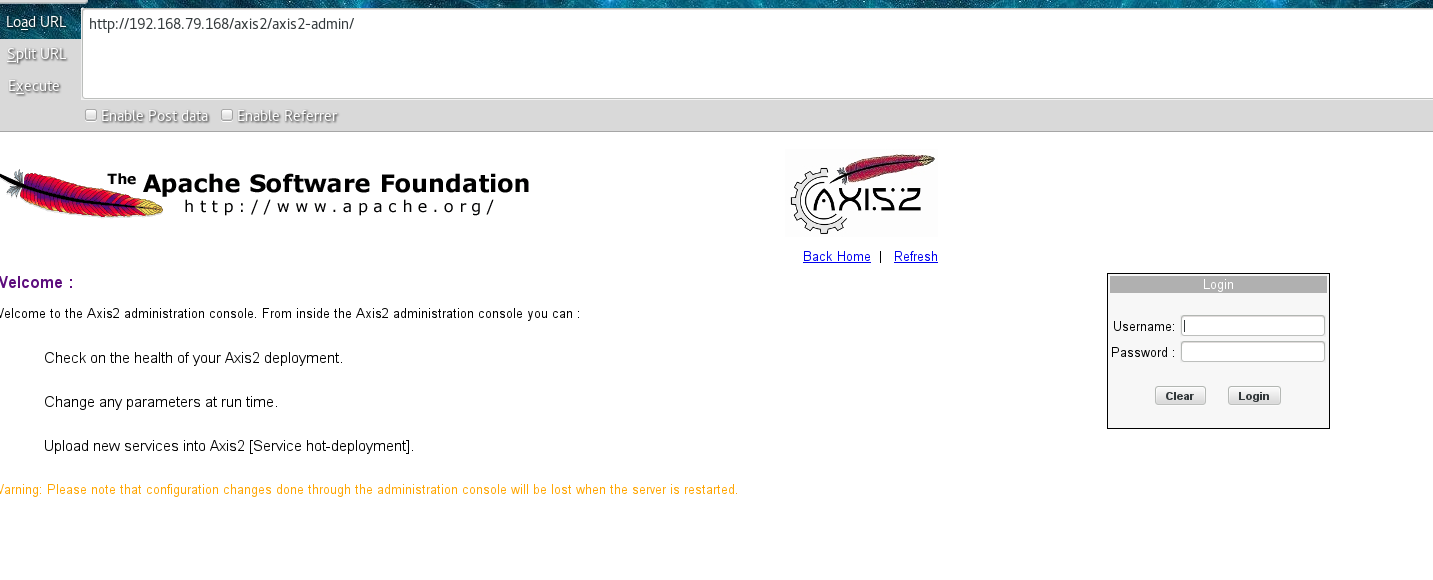 Load URL
http://192.168.79.168/axis2/axis2-admin/
Split URL
Execute
Enable Post data Enable Referrer
The Apache Software Foundation
http://www.apache.org/
AXIS2
Back Home | Refresh
Welcome :
Login
Welcome to the Axis2 administration console. From inside the Axis2 administration console you can :
Username:
Password :
Check on the health of your Axis2 deployment.
Clear Login
Change any parameters at run time.
Upload new services into Axis2 [Service hot-deployment].
Warning: Please note that configuration changes done through the administration console will be lost when the server is restarted.